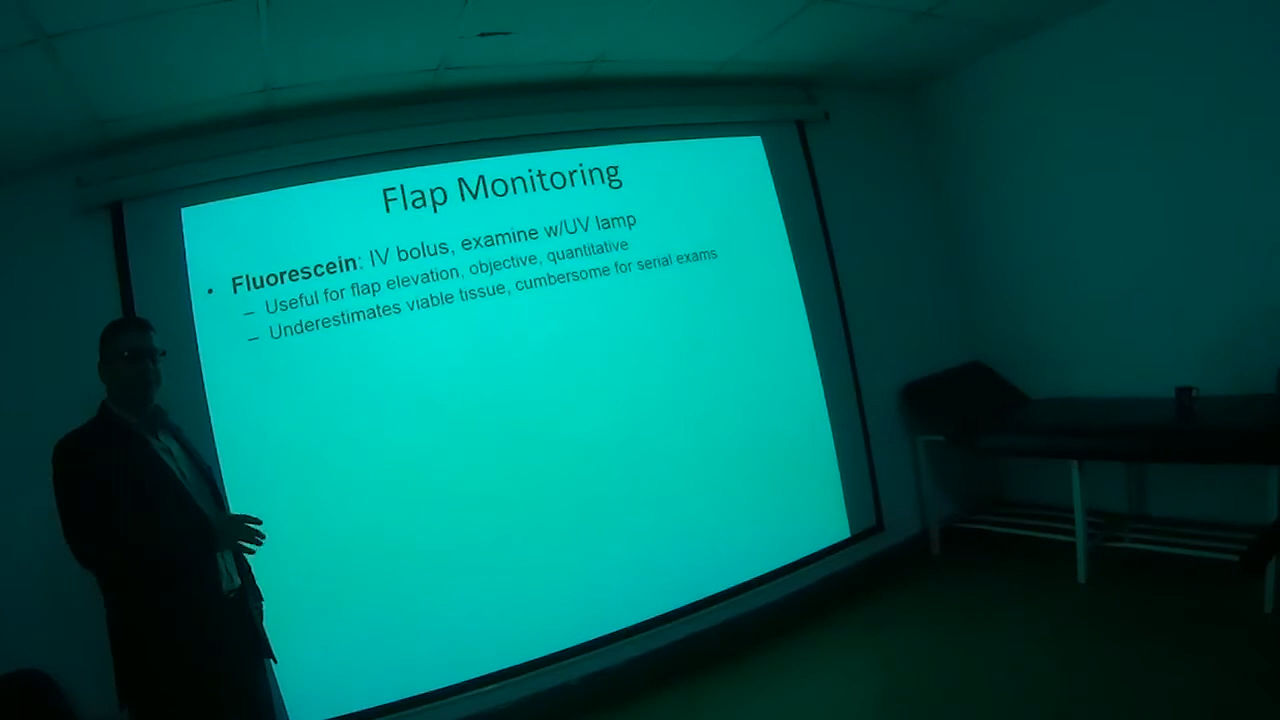 Flap Monitoring
• Fluorescein: IV bolus, examine w/UV lamp
– Useful for flap elevation, objective, quantitative
– Underestimates viable tissue, cumbersome for serial exams